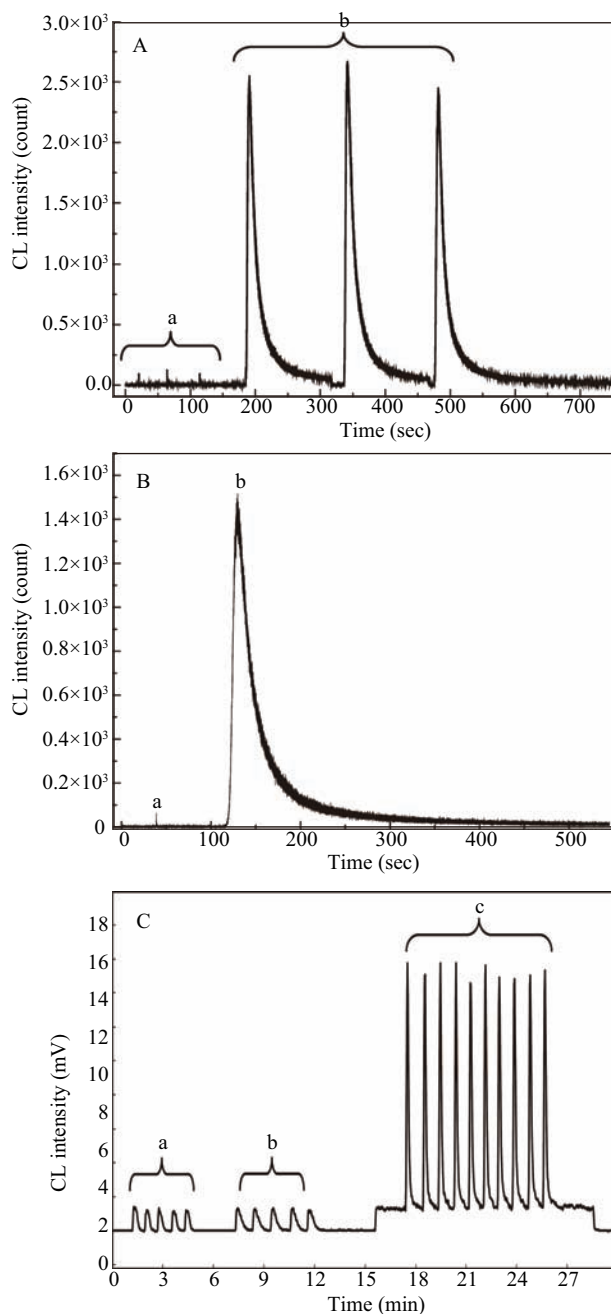 A
b
a
3.0×10³
2.5×10³
2.0×10³
1.5×10³
1.0×10³
0.5×10³
0.0
CL intensity (count)
0 100 200 300 400 500 600 700
Time (sec)
B
b
a
1.6×10³
1.4×10³
1.2×10³
1.0×10³
0.8×10³
0.6×10³
0.4×10³
0.2×10³
0
CL intensity (count)
0 100 200 300 400 500
Time (sec)
C
c
a
b
18
16
14
12
10
8
6
4
2
0
CL intensity (mV)
0 3 6 9 12 15 18 21 24 27
Time (min)